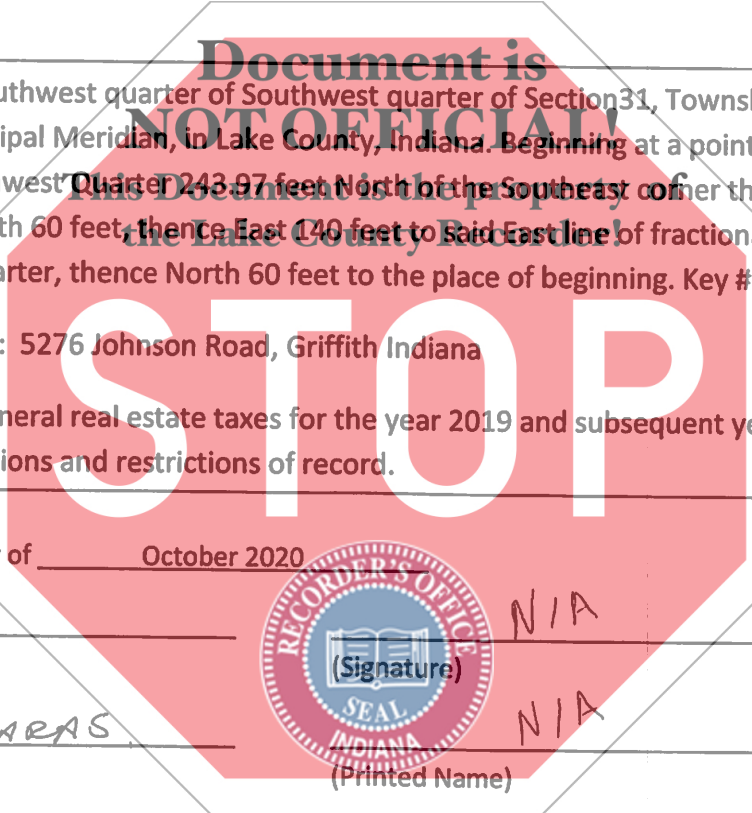 Document is
uthwest quarter of Southwest quarter of Section31, Townsh
NOT OFFICIAL!
ipal Meridian, in Lake County, Indiana. Beginning at a point
This Document is the property of
west Quarter 243.97 feet North of the Southeast corner th
the Lake County Recorder!
th 60 feet, thence East 140 feet to said East line of fraction
arter, thence North 60 feet to the place of beginning. Key #
: 5276 Johnson Road, Griffith Indiana
STOP
neral real estate taxes for the year 2019 and subsequent ye
ions and restrictions of record.
of October 2020
RECORDER'S OFFICE
N/A
(Signature)
SEAL
INDIANA
ARAS
N/A
(Printed Name)